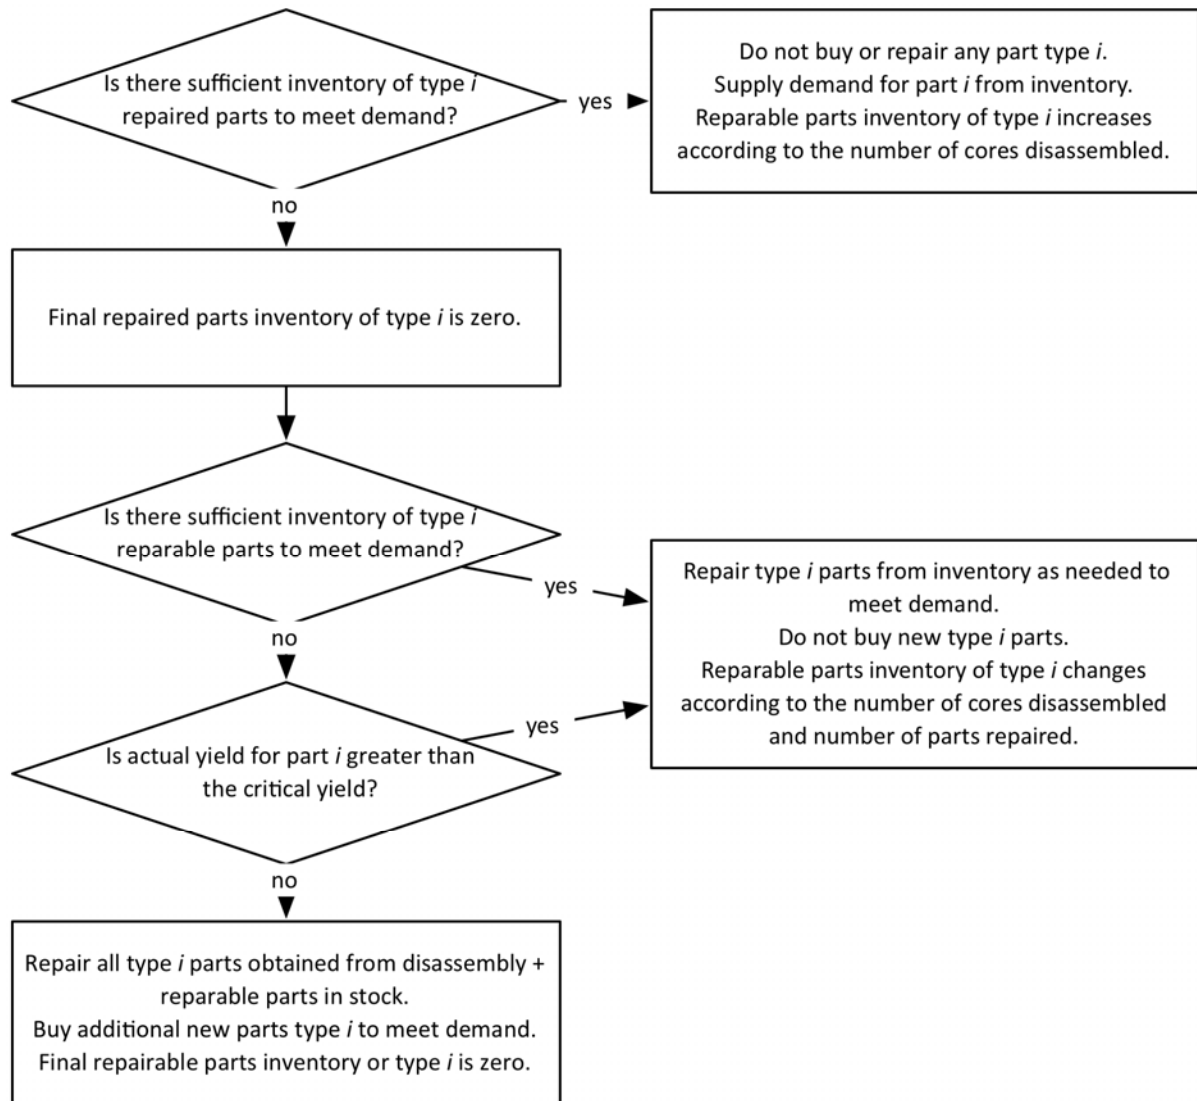 Is there sufficient inventory of type i
repaired parts to meet demand?
yes
Do not buy or repair any part type i.
Supply demand for part i from inventory.
Reparable parts inventory of type i increases
according to the number of cores disassembled.
no
Final repaired parts inventory of type i is zero.
Is there sufficient inventory of type i
reparable parts to meet demand?
yes
Repair type i parts from inventory as needed to
meet demand.
Do not buy new type i parts.
Reparable parts inventory of type i changes
according to the number of cores disassembled
and number of parts repaired.
no
yes
Is actual yield for part i greater than
the critical yield?
no
Repair all type i parts obtained from disassembly +
reparable parts in stock.
Buy additional new parts type i to meet demand.
Final repairable parts inventory or type i is zero.